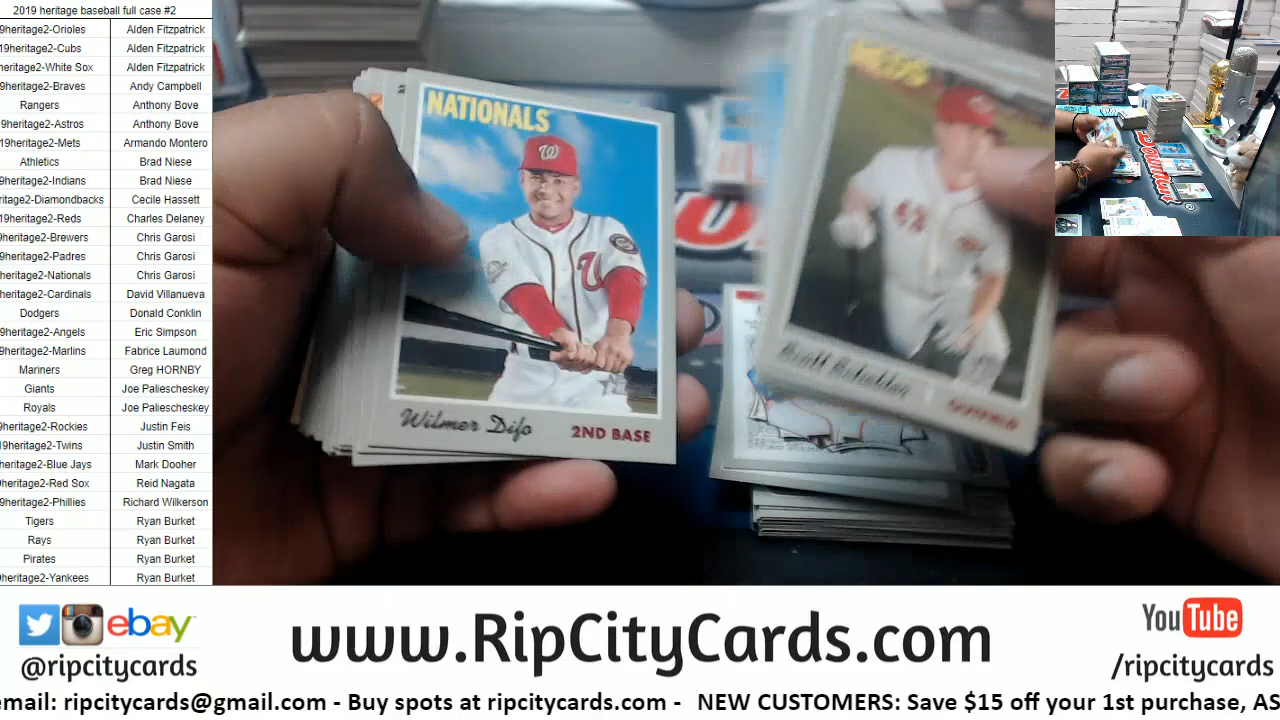 2019 heritage baseball full case #2
9heritage2-Orioles Alden Fitzpatrick
19heritage2-Cubs Alden Fitzpatrick
heritage2-White Sox Alden Fitzpatrick
9heritage2-Braves Andy Campbell
Rangers Anthony Bove
9heritage2-Astros Anthony Bove
19heritage2-Mets Armando Montero
Athletics Brad Niese
9heritage2-Indians Brad Niese
ritage2-Diamondbacks Cecile Hassett
19heritage2-Reds Charles Delaney
heritage2-Brewers Chris Garosi
9heritage2-Padres Chris Garosi
heritage2-Nationals Chris Garosi
heritage2-Cardinals David Villanueva
Dodgers Donald Conklin
9heritage2-Angels Eric Simpson
9heritage2-Marlins Fabrice Laumond
Mariners Greg HORNBY
Giants Joe Paliescheskey
Royals Joe Paliescheskey
9heritage2-Rockies Justin Feis
19heritage2-Twins Justin Smith
heritage2-Blue Jays Mark Dooher
9heritage2-Red Sox Reid Nagata
9heritage2-Phillies Richard Wilkerson
Tigers Ryan Burket
Rays Ryan Burket
Pirates Ryan Burket
heritage2-Yankees Ryan Burket
NATIONALS
W
W
Wilmer Difo 2ND BASE
REDS
OUTFIELD
ebay
@ripcitycards
www.RipCityCards.com
YouTube
/ripcitycards
email: ripcitycards@gmail.com - Buy spots at ripcitycards.com - NEW CUSTOMERS: Save $15 off your 1st purchase, AS